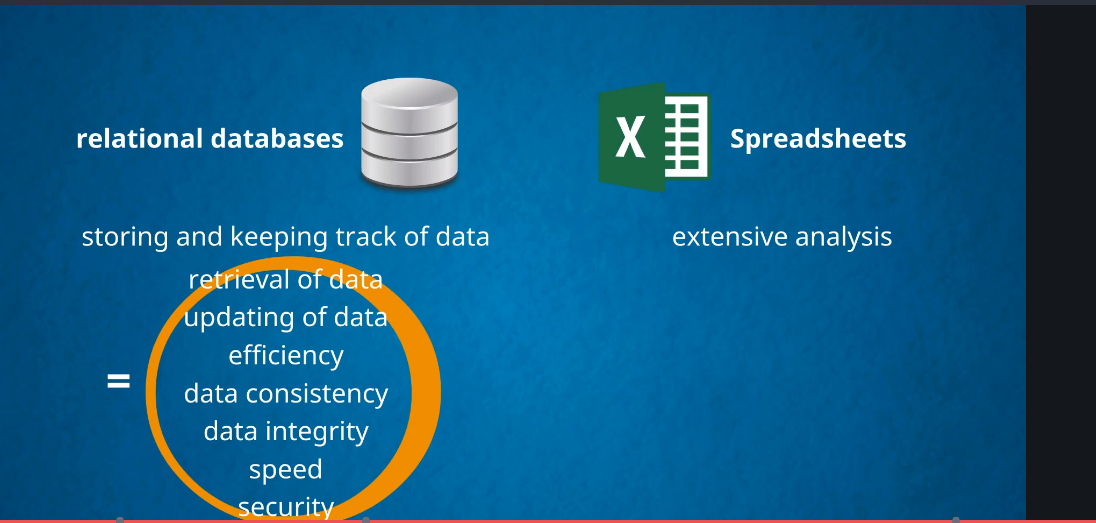 relational databases
X
Spreadsheets
storing and keeping track of data
extensive analysis
retrieval of data
updating of data
efficiency
=
data consistency
data integrity
speed
security